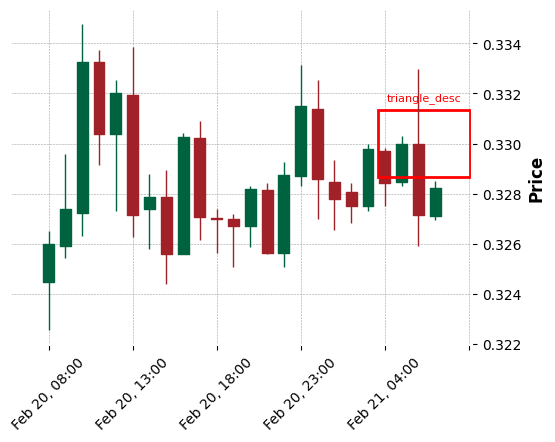 triangle_desc
0.334
0.332
0.330
0.328
0.326
0.324
0.322
Price
Feb 20, 08:00
Feb 20, 13:00
Feb 20, 18:00
Feb 20, 23:00
Feb 21, 04:00